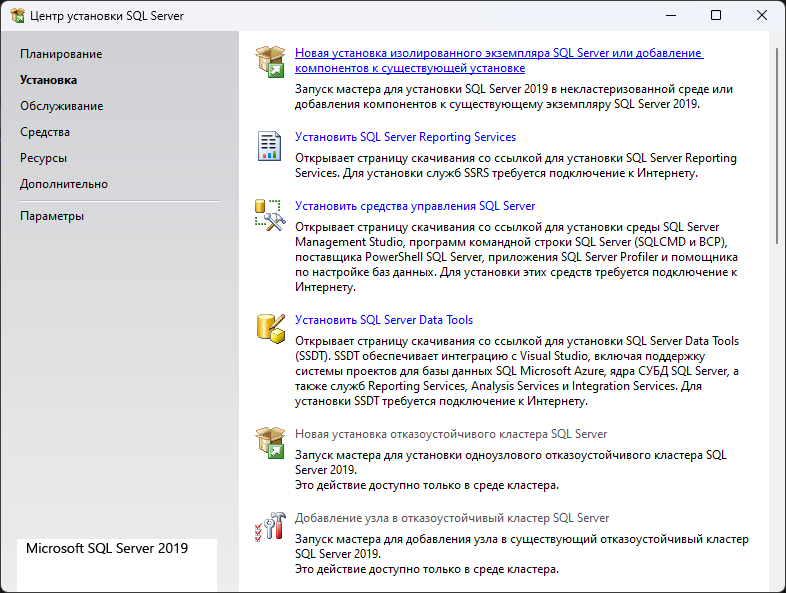 Центр установки SQL Server
Планирование
Установка
Обслуживание
Средства
Ресурсы
Дополнительно
Параметры
Microsoft SQL Server 2019
Новая установка изолированного экземпляра SQL Server или добавление
компонентов к существующей установке
Запуск мастера для установки SQL Server 2019 в некластеризованной среде или
добавления компонентов к существующему экземпляру SQL Server 2019.
Установить SQL Server Reporting Services
Открывает страницу скачивания со ссылкой для установки SQL Server Reporting
Services. Для установки служб SSRS требуется подключение к Интернету.
Установить средства управления SQL Server
Открывает страницу скачивания со ссылкой для установки среды SQL Server
Management Studio, программ командной строки SQL Server (SQLCMD и BCP),
поставщика PowerShell SQL Server, приложения SQL Server Profiler и помощника
по настройке баз данных. Для установки этих средств требуется подключение к
Интернету.
Установить SQL Server Data Tools
Открывает страницу скачивания со ссылкой для установки SQL Server Data Tools
(SSDT). SSDT обеспечивает интеграцию с Visual Studio, включая поддержку
системы проектов для базы данных SQL Microsoft Azure, ядра СУБД SQL Server, а
также служб Reporting Services, Analysis Services и Integration Services. Для
установки SSDT требуется подключение к Интернету.
Новая установка отказоустойчивого кластера SQL Server
Запуск мастера для установки одноузлового отказоустойчивого кластера SQL
Server 2019.
Это действие доступно только в среде кластера.
Добавление узла в отказоустойчивый кластер SQL Server
Запуск мастера для добавления узла в существующий отказоустойчивый кластер
SQL Server 2019.
Это действие доступно только в среде кластера.